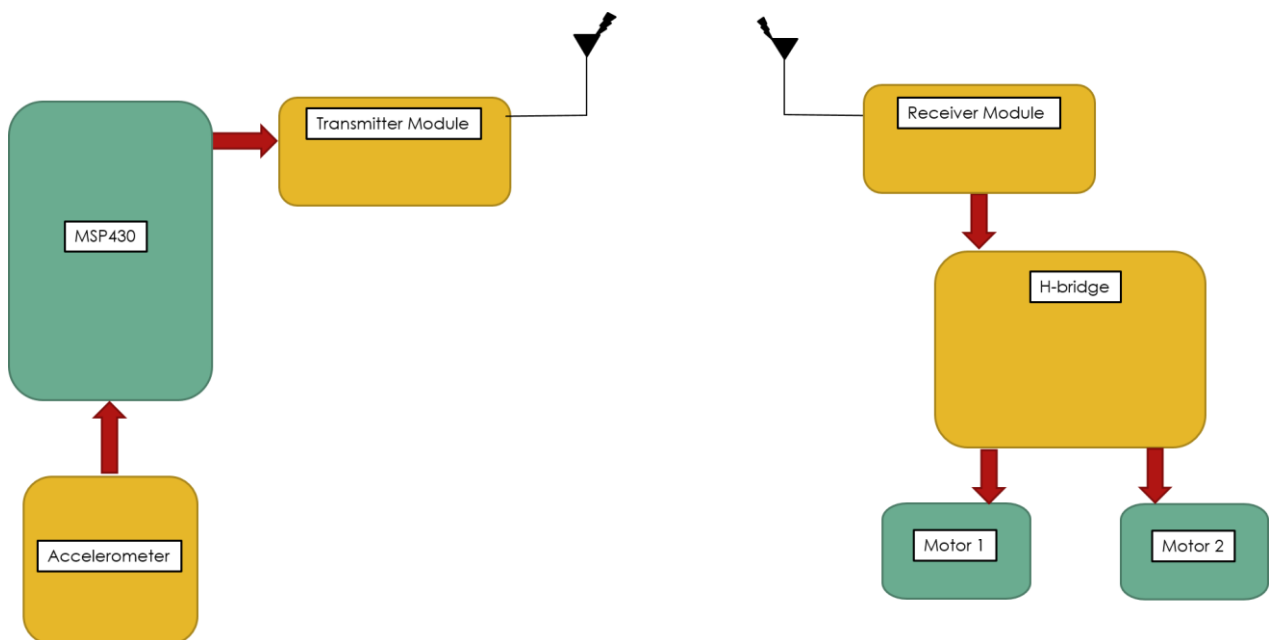 Transmitter Module
Receiver Module
MSP430
H-bridge
Accelerometer
Motor 1
Motor 2